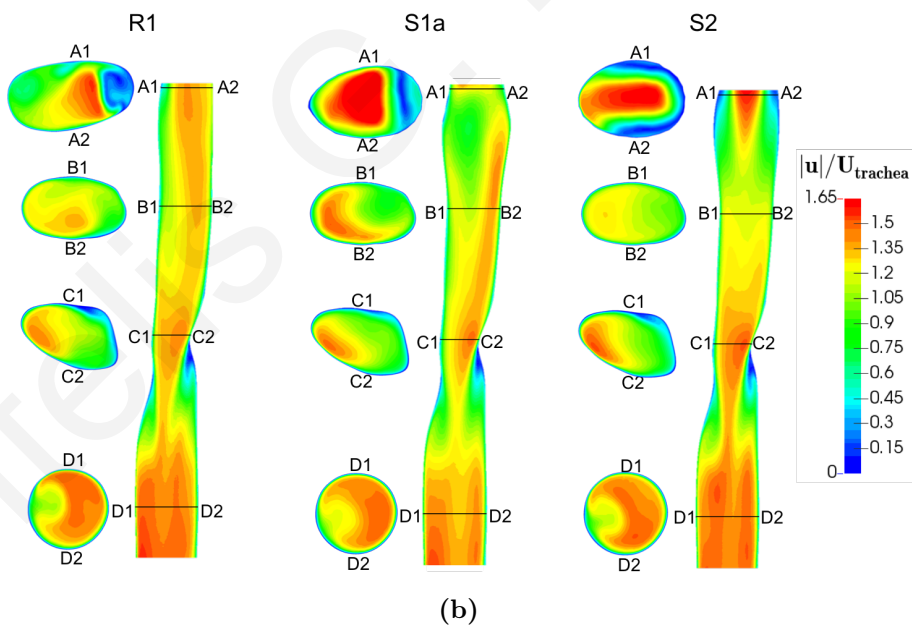 R1 S1a S2
A1 A1 A1
A1 A2 A1 A2 A1 A2
A2 A2 A2
B1 B1 B1
|u|/U_trachea
1.65
1.5
B1 B2 B1 B2 B1 B2
1.35
B2 B2 B2
1.2
1.05
C1 C1 C1
0.9
C1 C2 C1 C2 C1 C2
0.75
0.6
C2 C2 C2
0.45
0.3
0.15
0
D1 D1 D1
D1 D2 D1 D2 D1 D2
D2 D2 D2
(b)